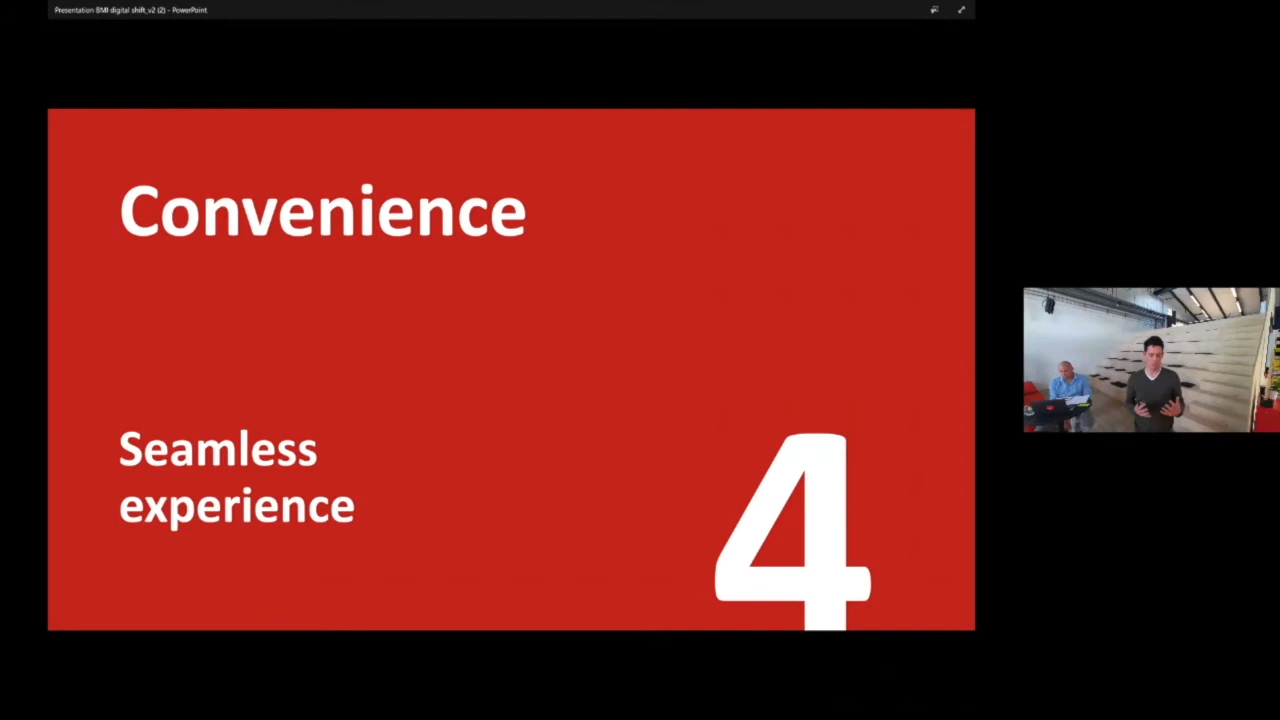 Presentation BMI digital shift_v2 (2) - PowerPoint
Convenience
Seamless
experience
4